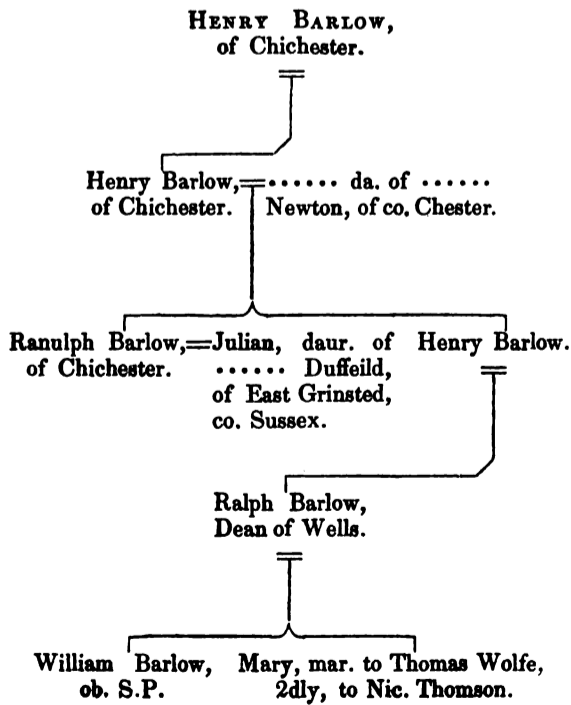 HENRY BARLOW,
of Chichester.
Henry Barlow,=...... da. of ......
of Chichester. Newton, of co. Chester.
Ranulph Barlow,=Julian, daur. of Henry Barlow.
of Chichester. ...... Duffeild,
of East Grinsted,
co. Sussex.
Ralph Barlow,
Dean of Wells.
William Barlow, Mary, mar. to Thomas Wolfe,
ob. S.P. 2dly, to Nic. Thomson.